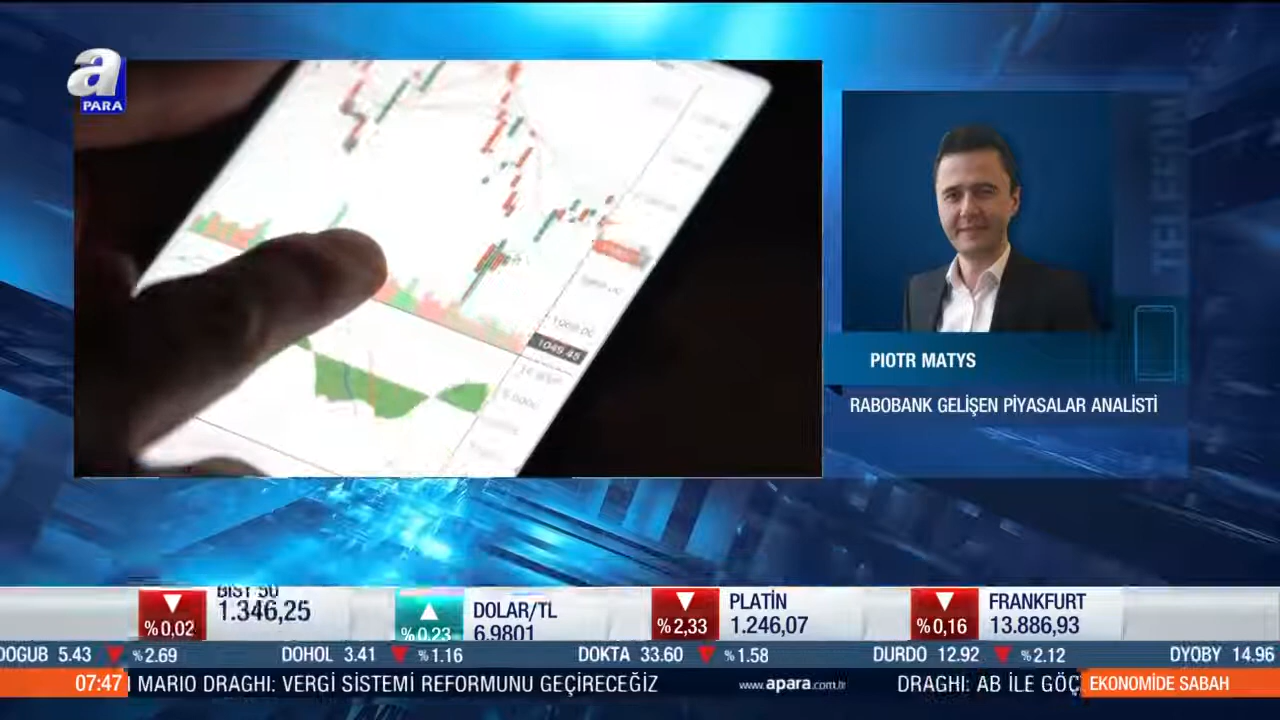 a
PARA
1049.45
TELEFON
PIOTR MATYS
RABOBANK GELİŞEN PİYASALAR ANALİSTİ
%0,02
BIST 50
1.346,25
%0,23
DOLAR/TL
6.9801
%2,33
PLATİN
1.246,07
%0,16
FRANKFURT
13.886,93
DOGUB 5.43 %2.69 DOHOL 3.41 %1.16 DOKTA 33.60 %1.58 DURDO 12.92 %2.12 DYOBY 14.96
07:47 MARIO DRAGHI: VERGİ SİSTEMİ REFORMUNU GEÇİRECEĞİZ www.apara.com.tr DRAGHI: AB İLE GÖÇ EKONOMİDE SABAH